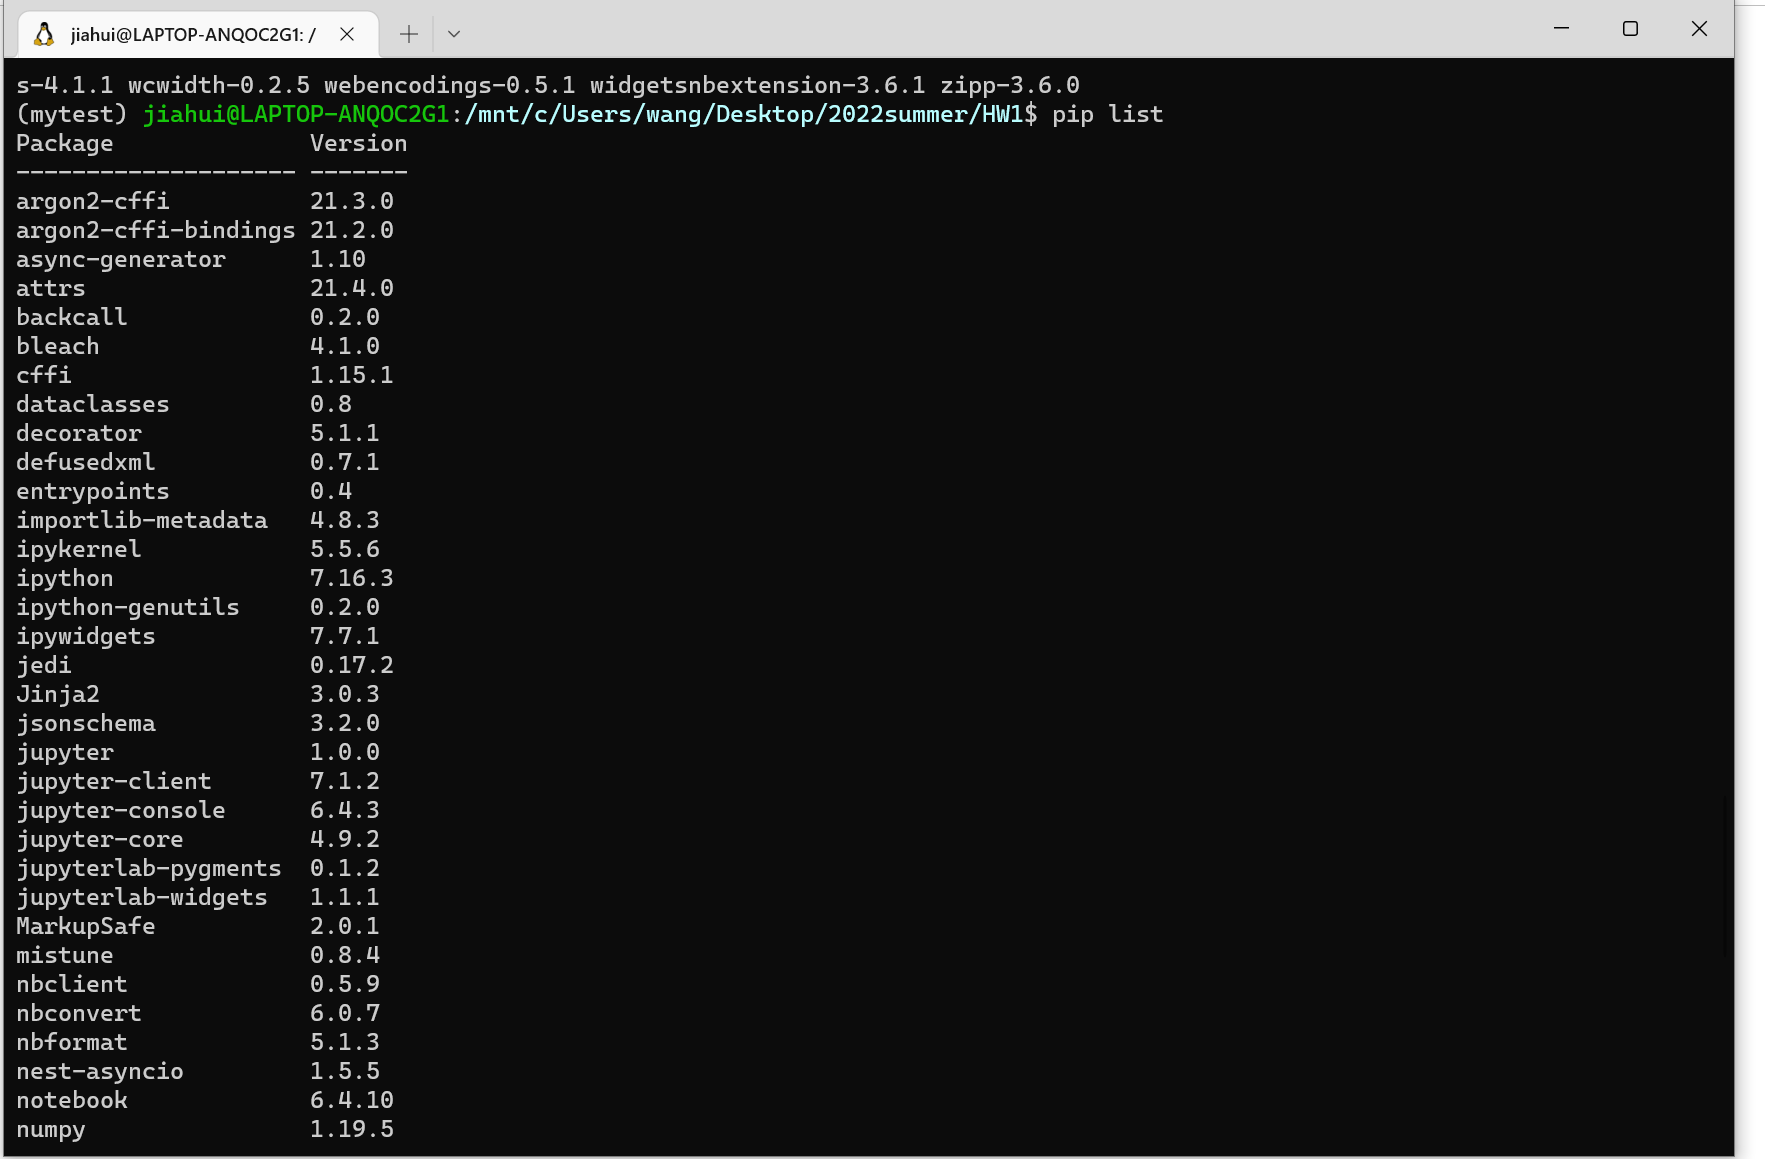 jiahui@LAPTOP-ANQOC2G1: /
s-4.1.1 wcwidth-0.2.5 webencodings-0.5.1 widgetsnbextension-3.6.1 zipp-3.6.0
(mytest) jiahui@LAPTOP-ANQOC2G1:/mnt/c/Users/wang/Desktop/2022summer/HW1$ pip list
Package              Version
-------------------- -------
argon2-cffi          21.3.0
argon2-cffi-bindings 21.2.0
async-generator      1.10
attrs                21.4.0
backcall             0.2.0
bleach               4.1.0
cffi                 1.15.1
dataclasses          0.8
decorator            5.1.1
defusedxml           0.7.1
entrypoints          0.4
importlib-metadata   4.8.3
ipykernel            5.5.6
ipython              7.16.3
ipython-genutils     0.2.0
ipywidgets           7.7.1
jedi                 0.17.2
Jinja2               3.0.3
jsonschema           3.2.0
jupyter              1.0.0
jupyter-client       7.1.2
jupyter-console      6.4.3
jupyter-core         4.9.2
jupyterlab-pygments  0.1.2
jupyterlab-widgets   1.1.1
MarkupSafe           2.0.1
mistune              0.8.4
nbclient             0.5.9
nbconvert            6.0.7
nbformat             5.1.3
nest-asyncio         1.5.5
notebook             6.4.10
numpy                1.19.5